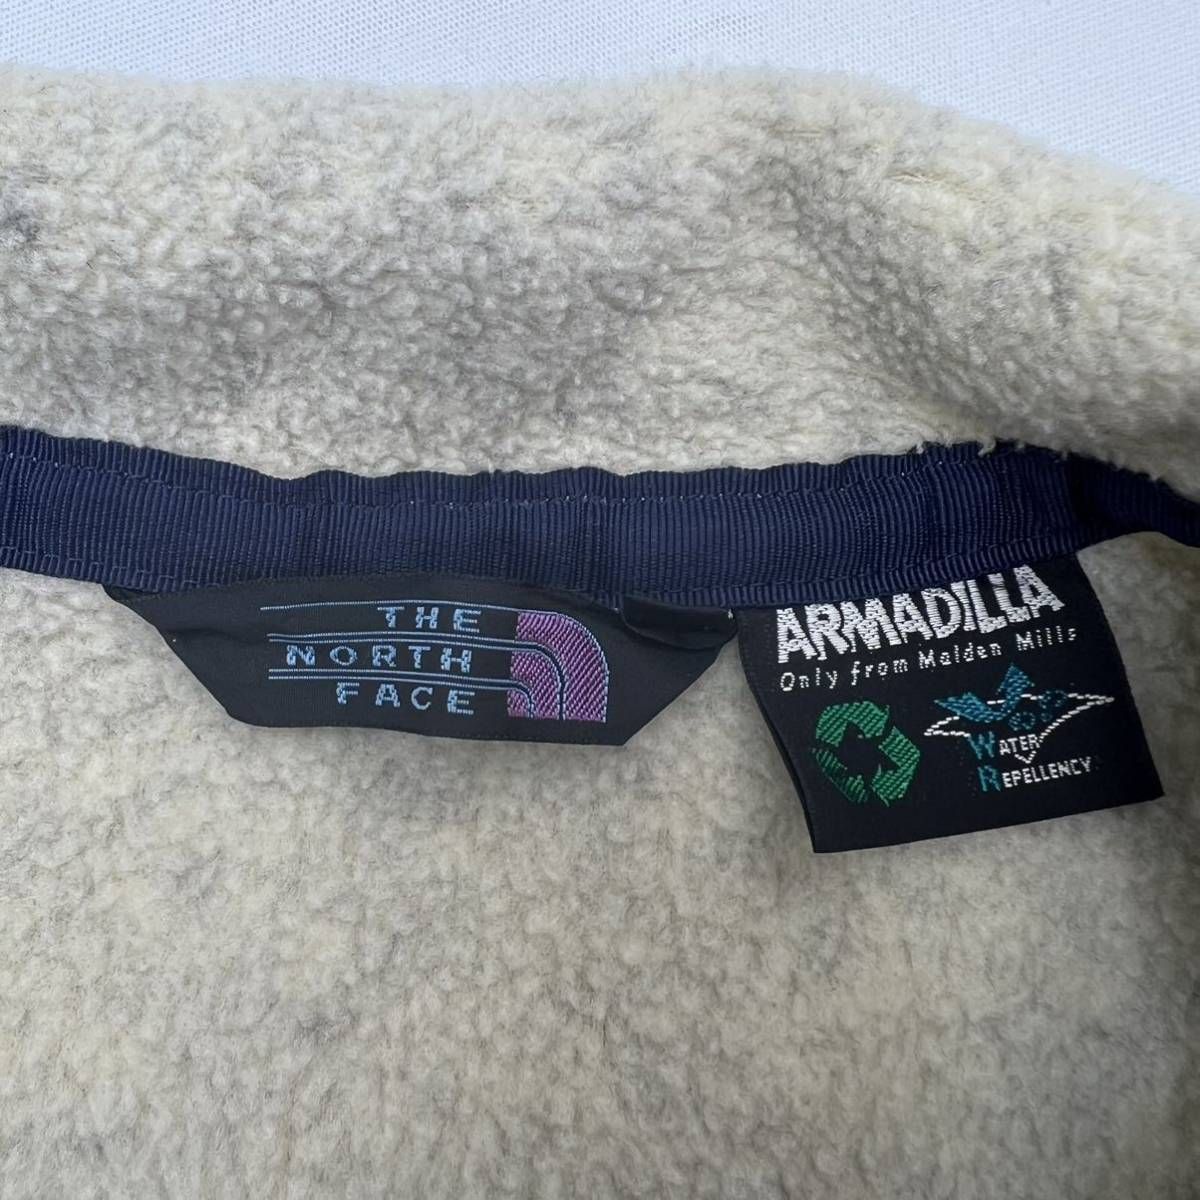 THE
NORTH
FACE
ARMADILLA
Only from Malden Mills
WATER
REPELLENCY